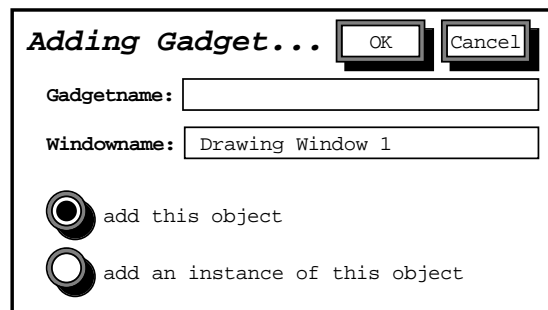 Adding Gadget... OK Cancel
Gadgetname:
Windowname: Drawing Window 1
add this object
add an instance of this object